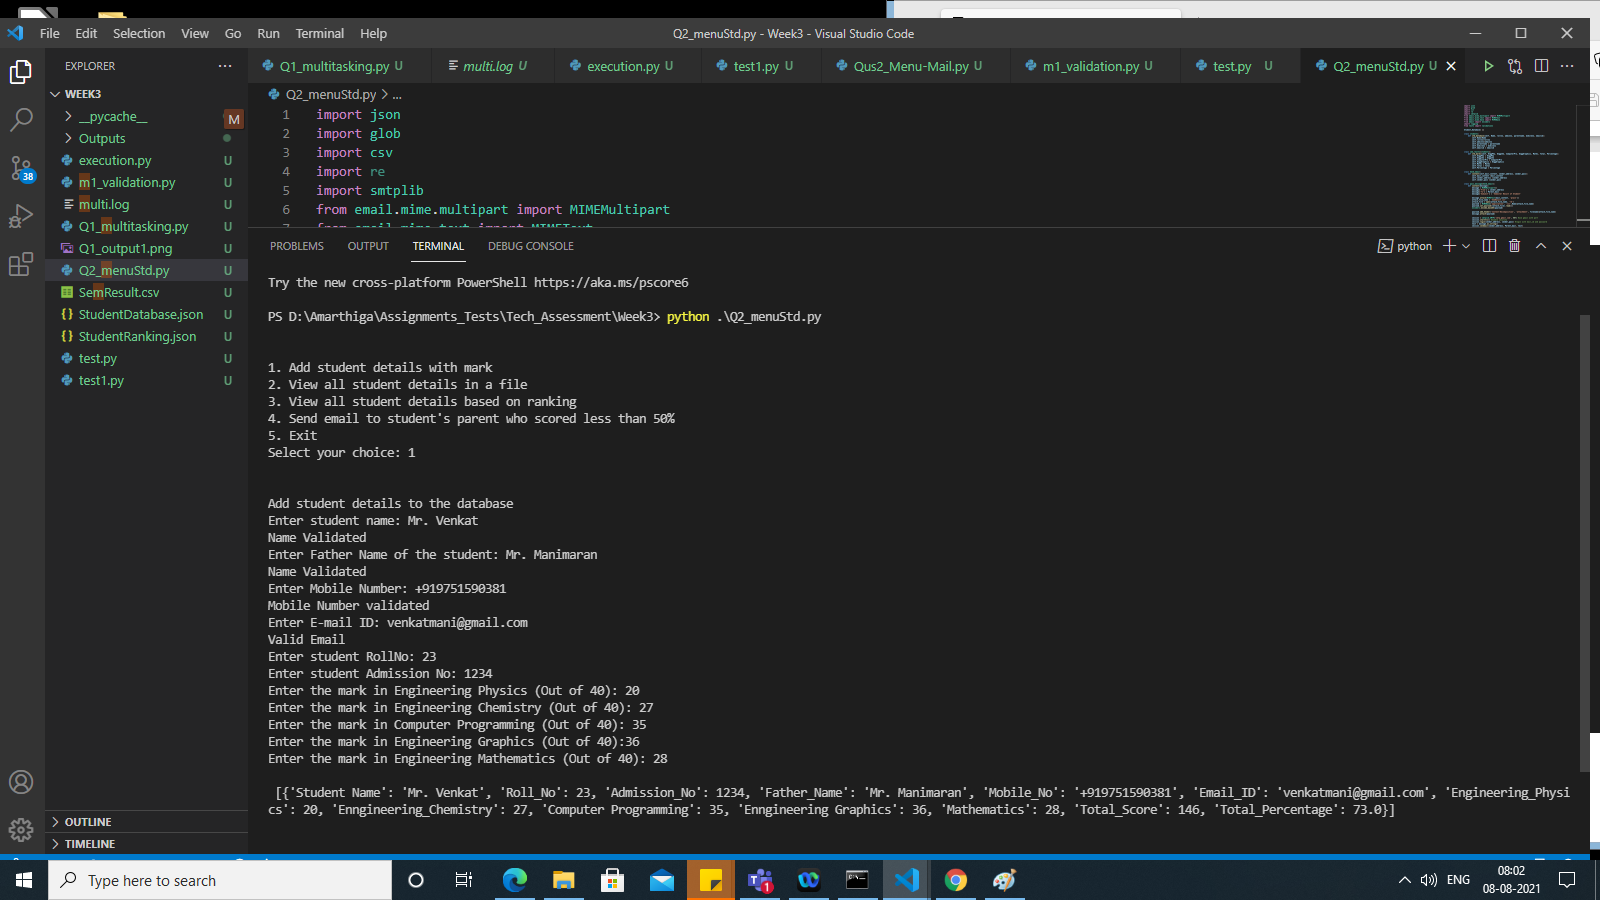 File Edit Selection View Go Run Terminal Help
Q2_menuStd.py - Week3 - Visual Studio Code
EXPLORER
Q1_multitasking.py U
multi.log U
execution.py U
test1.py U
Qus2_Menu-Mail.py U
m1_validation.py U
test.py U
Q2_menuStd.py U
WEEK3
__pycache__
M
Outputs
execution.py U
m1_validation.py U
multi.log U
Q1_multitasking.py U
Q1_output1.png U
Q2_menuStd.py U
SemResult.csv U
StudentDatabase.json U
StudentRanking.json U
test.py U
test1.py U
38
OUTLINE
TIMELINE
Q2_menuStd.py > ...
1 import json
2 import glob
3 import csv
4 import re
5 import smtplib
6 from email.mime.multipart import MIMEMultipart
7 from email.mime.text import MIMEText
PROBLEMS OUTPUT TERMINAL DEBUG CONSOLE
python
Try the new cross-platform PowerShell https://aka.ms/pscore6
PS D:\Amarthiga\Assignments_Tests\Tech_Assessment\Week3> python .\Q2_menuStd.py
1. Add student details with mark
2. View all student details in a file
3. View all student details based on ranking
4. Send email to student's parent who scored less than 50%
5. Exit
Select your choice: 1
Add student details to the database
Enter student name: Mr. Venkat
Name Validated
Enter Father Name of the student: Mr. Manimaran
Name Validated
Enter Mobile Number: +919751590381
Mobile Number validated
Enter E-mail ID: venkatmani@gmail.com
Valid Email
Enter student RollNo: 23
Enter student Admission No: 1234
Enter the mark in Engineering Physics (Out of 40): 20
Enter the mark in Engineering Chemistry (Out of 40): 27
Enter the mark in Computer Programming (Out of 40): 35
Enter the mark in Engineering Graphics (Out of 40):36
Enter the mark in Engineering Mathematics (Out of 40): 28
[{'Student Name': 'Mr. Venkat', 'Roll_No': 23, 'Admission_No': 1234, 'Father_Name': 'Mr. Manimaran', 'Mobile_No': '+919751590381', 'Email_ID': 'venkatmani@gmail.com', 'Engineering_Physi
cs': 20, 'Enngineering_Chemistry': 27, 'Computer Programming': 35, 'Enngineering Graphics': 36, 'Mathematics': 28, 'Total_Score': 146, 'Total_Percentage': 73.0}]
Type here to search
1
ENG
08:02
08-08-2021